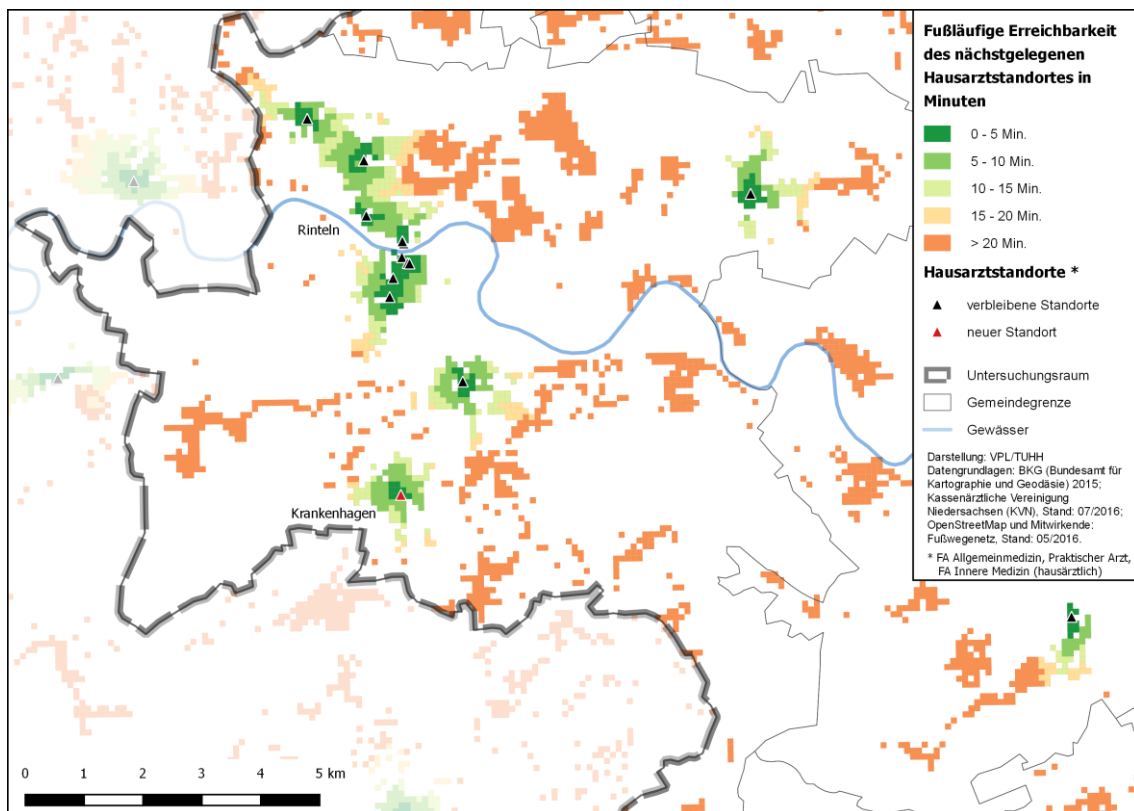 Fußläufige Erreichbarkeit
des nächstgelegenen
Hausarztstandortes in
Minuten
0 - 5 Min.
5 - 10 Min.
10 - 15 Min.
15 - 20 Min.
> 20 Min.
Hausarztstandorte *
verbleibene Standorte
neuer Standort
Untersuchungsraum
Gemeindegrenze
Gewässer
Darstellung: VPL/TUHH
Datengrundlagen: BKG (Bundesamt für
Kartographie und Geodäsie) 2015;
Kassenärztliche Vereinigung
Niedersachsen (KVN), Stand: 07/2016;
OpenStreetMap und Mitwirkende:
Fußwegenetz, Stand: 05/2016.
* FA Allgemeinmedizin, Praktischer Arzt,
FA Innere Medizin (hausärztlich)
Rinteln
Krankenhagen
0 1 2 3 4 5 km